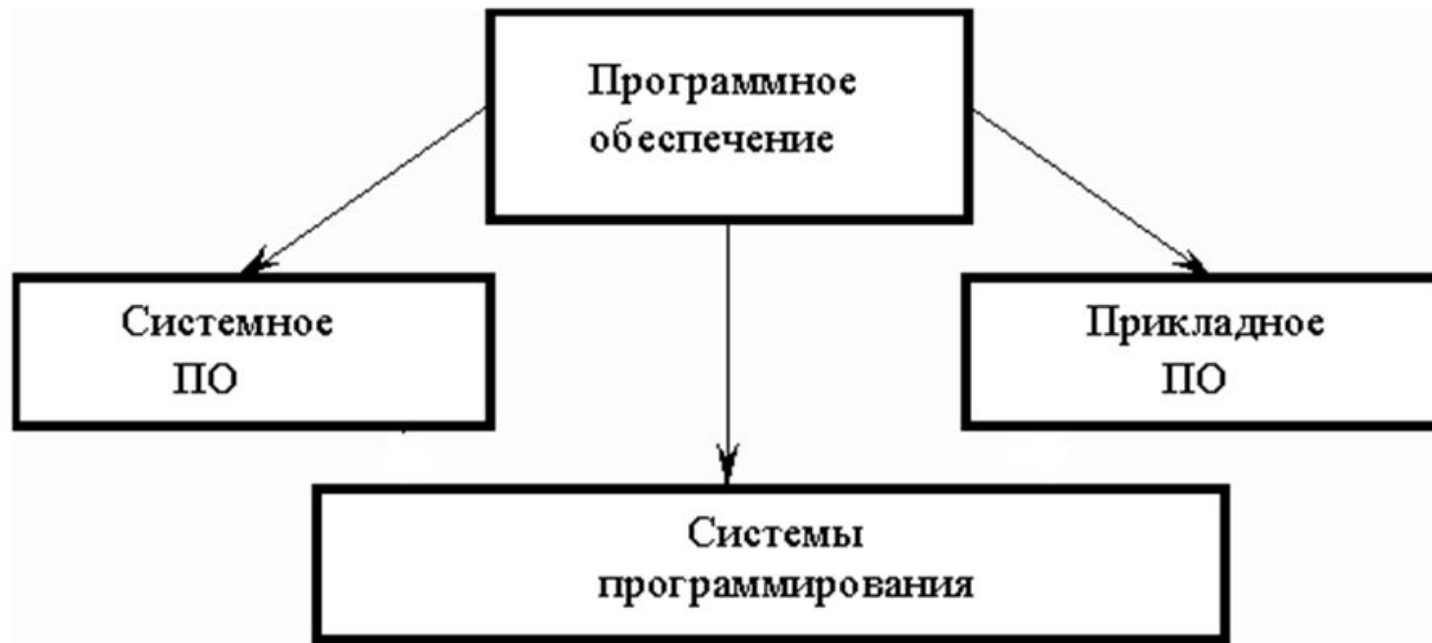 Программное
обеспечение
Системное
ПО
Прикладное
ПО
Системы
программирования